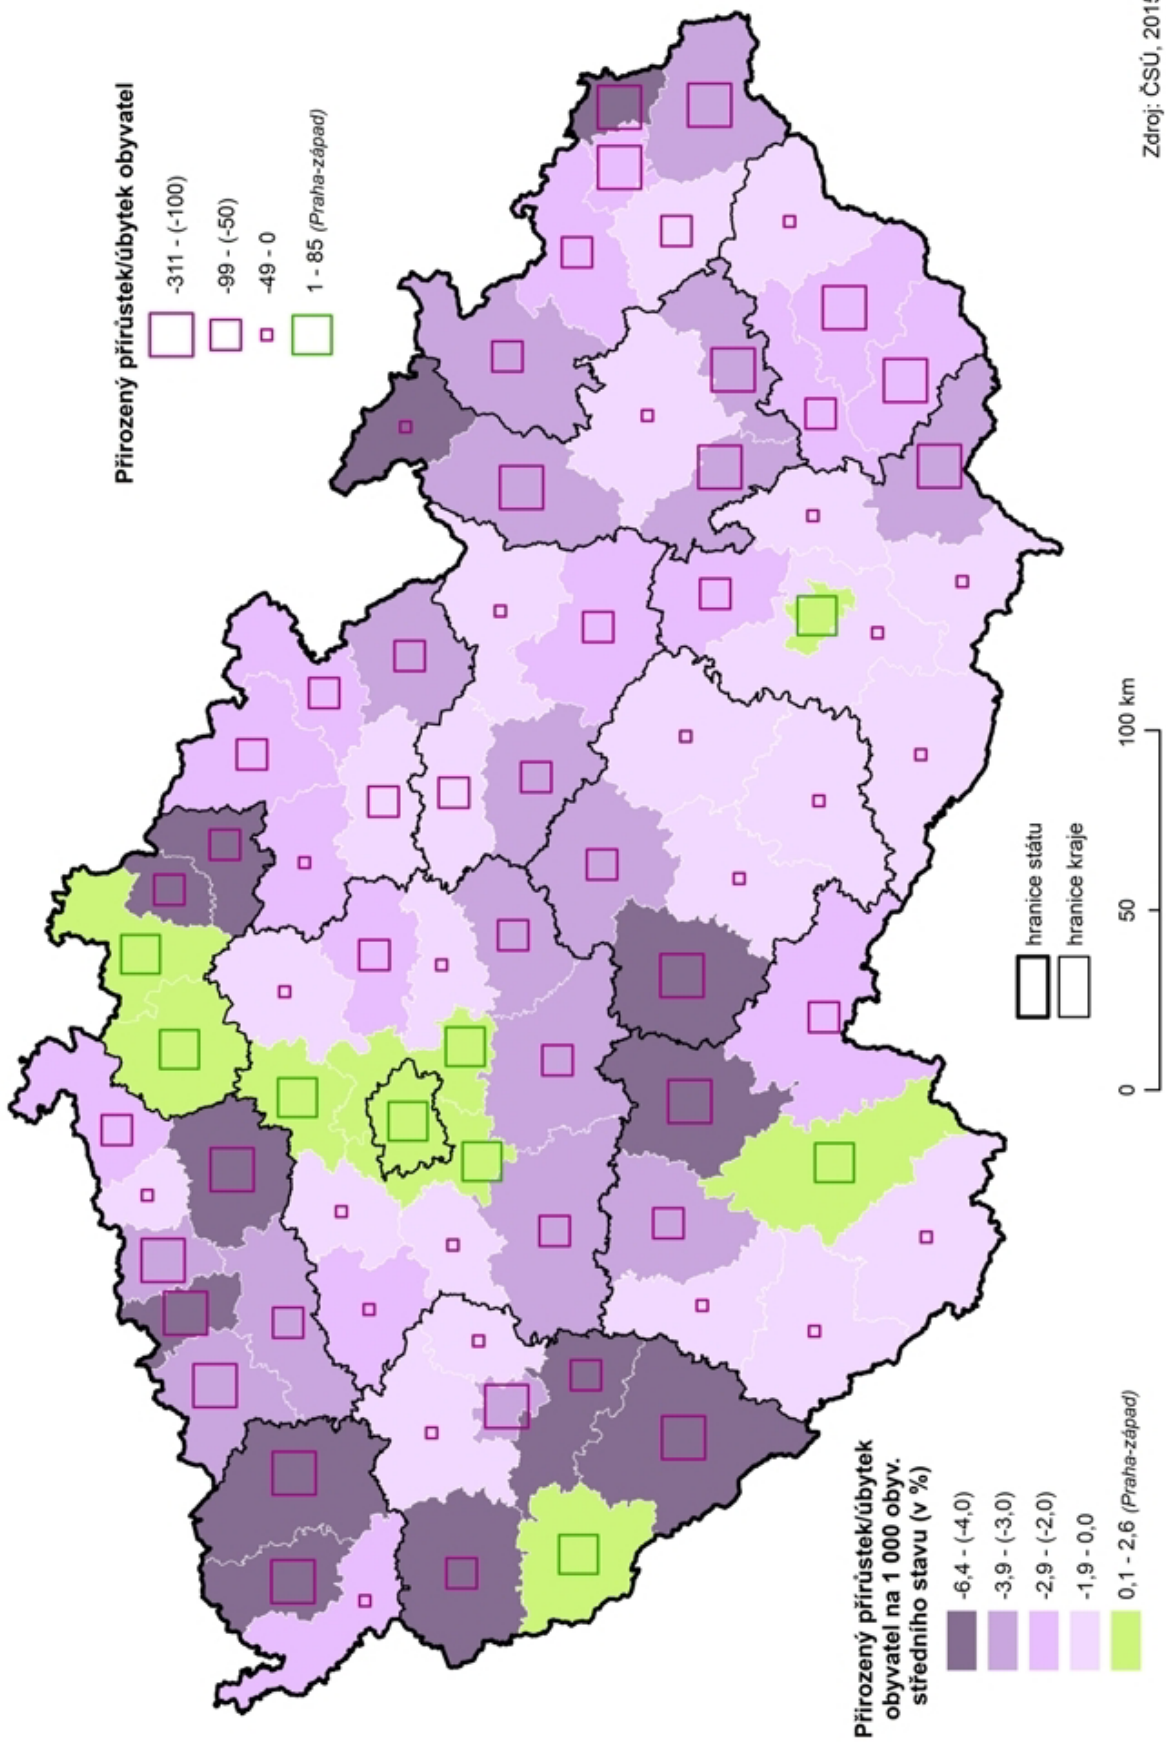 Přirozený přírůstek/úbytek obyvatel
-311 - (-100)
-99 - (-50)
-49 - 0
1 - 85 (Praha-západ)
Přirozený přírůstek/úbytek
obyvatel na 1 000 obyv.
středního stavu (v %)
-6,4 - (-4,0)
-3,9 - (-3,0)
-2,9 - (-2,0)
-1,9 - 0,0
0,1 - 2,6 (Praha-západ)
hranice státu
hranice kraje
0 50 100 km
Zdroj: ČSÚ, 2015